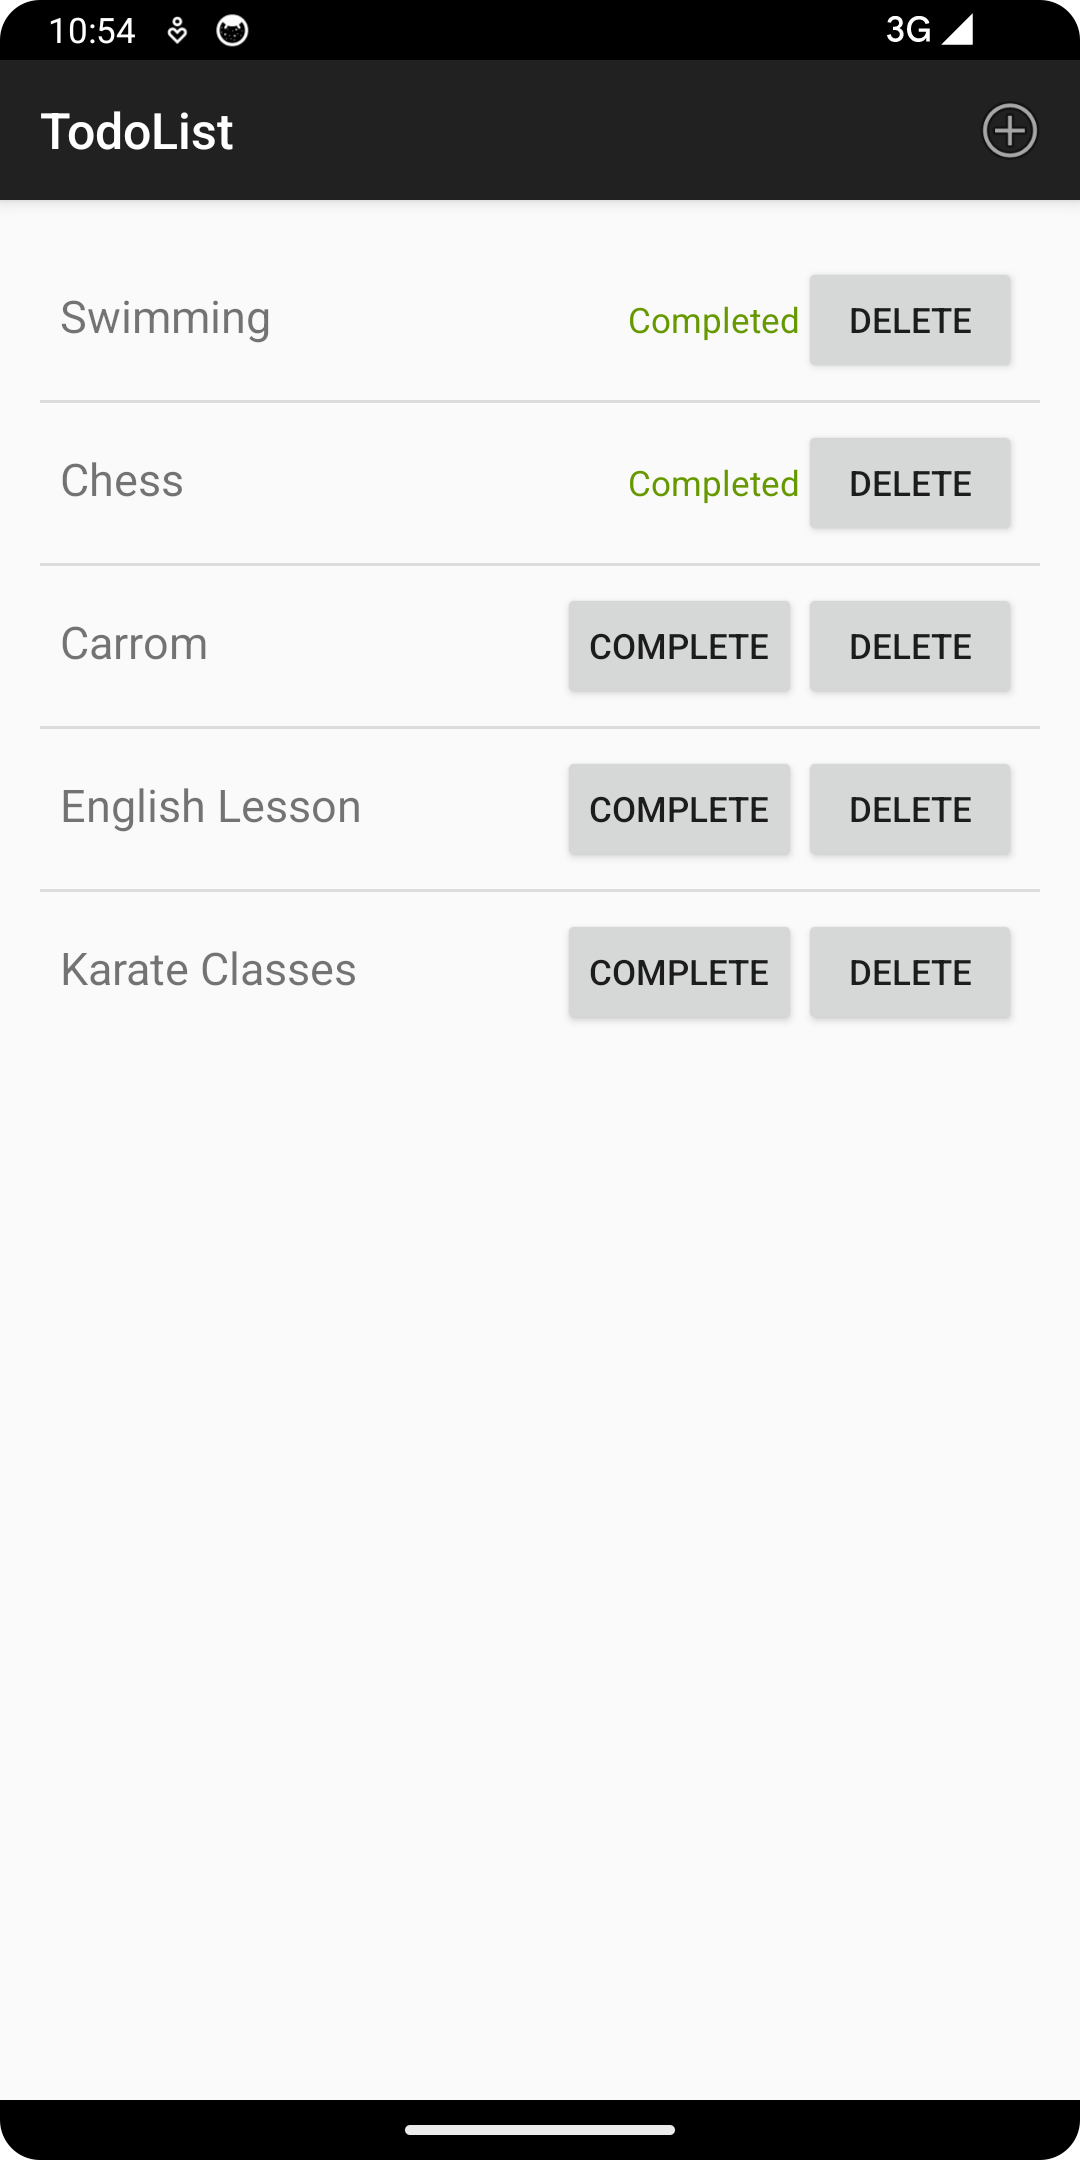 10:54 3G
TodoList
Swimming Completed DELETE
Chess Completed DELETE
Carrom COMPLETE DELETE
English Lesson COMPLETE DELETE
Karate Classes COMPLETE DELETE